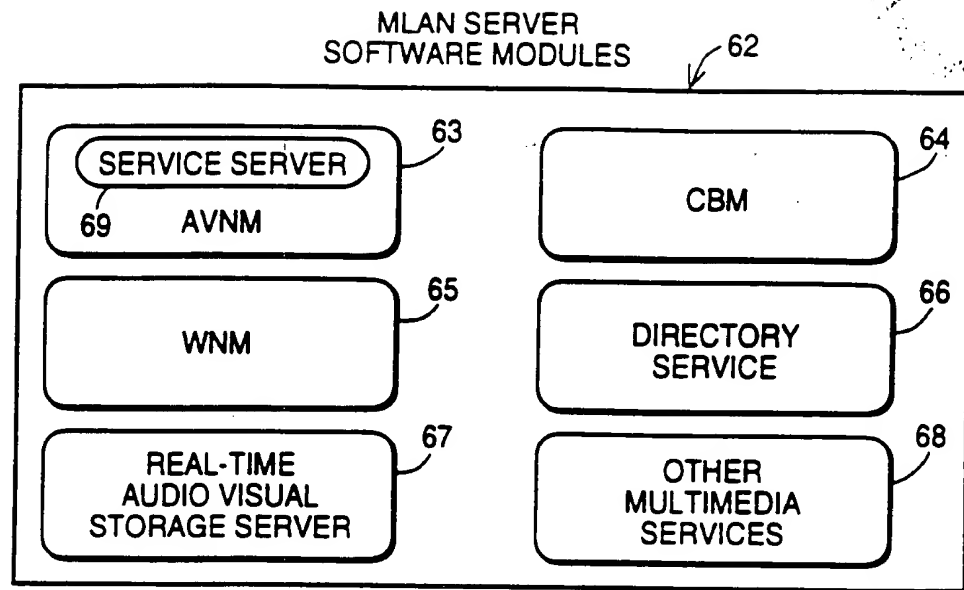 MLAN SERVER
SOFTWARE MODULES
62
SERVICE SERVER
63
69
AVNM
CBM
64
WNM
65
DIRECTORY
SERVICE
66
REAL-TIME
AUDIO VISUAL
STORAGE SERVER
67
OTHER
MULTIMEDIA
SERVICES
68